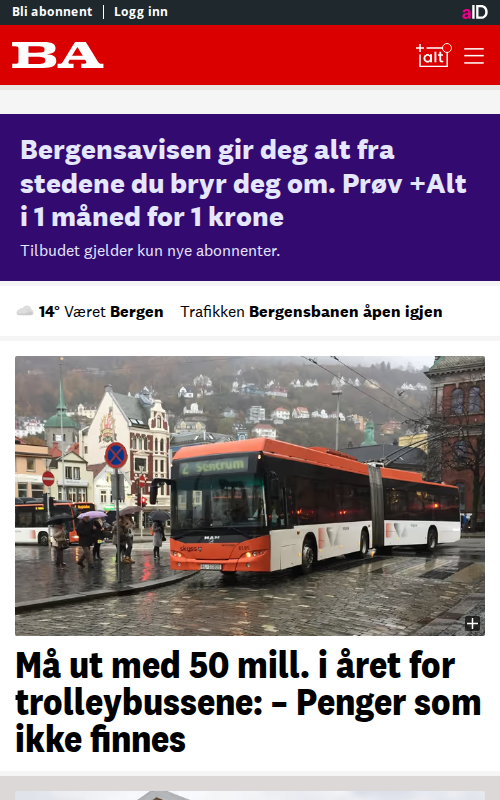 Bli abonnent | Logg inn
aID
BA
+alt
Bergensavisen gir deg alt fra
stedene du bryr deg om. Prøv +Alt
i 1 måned for 1 krone
Tilbudet gjelder kun nye abonnenter.
14° Været Bergen Trafikken Bergensbanen åpen igjen
2 Sentrum
MAN
skyss
Må ut med 50 mill. i året for
trolleybussene: – Penger som
ikke finnes